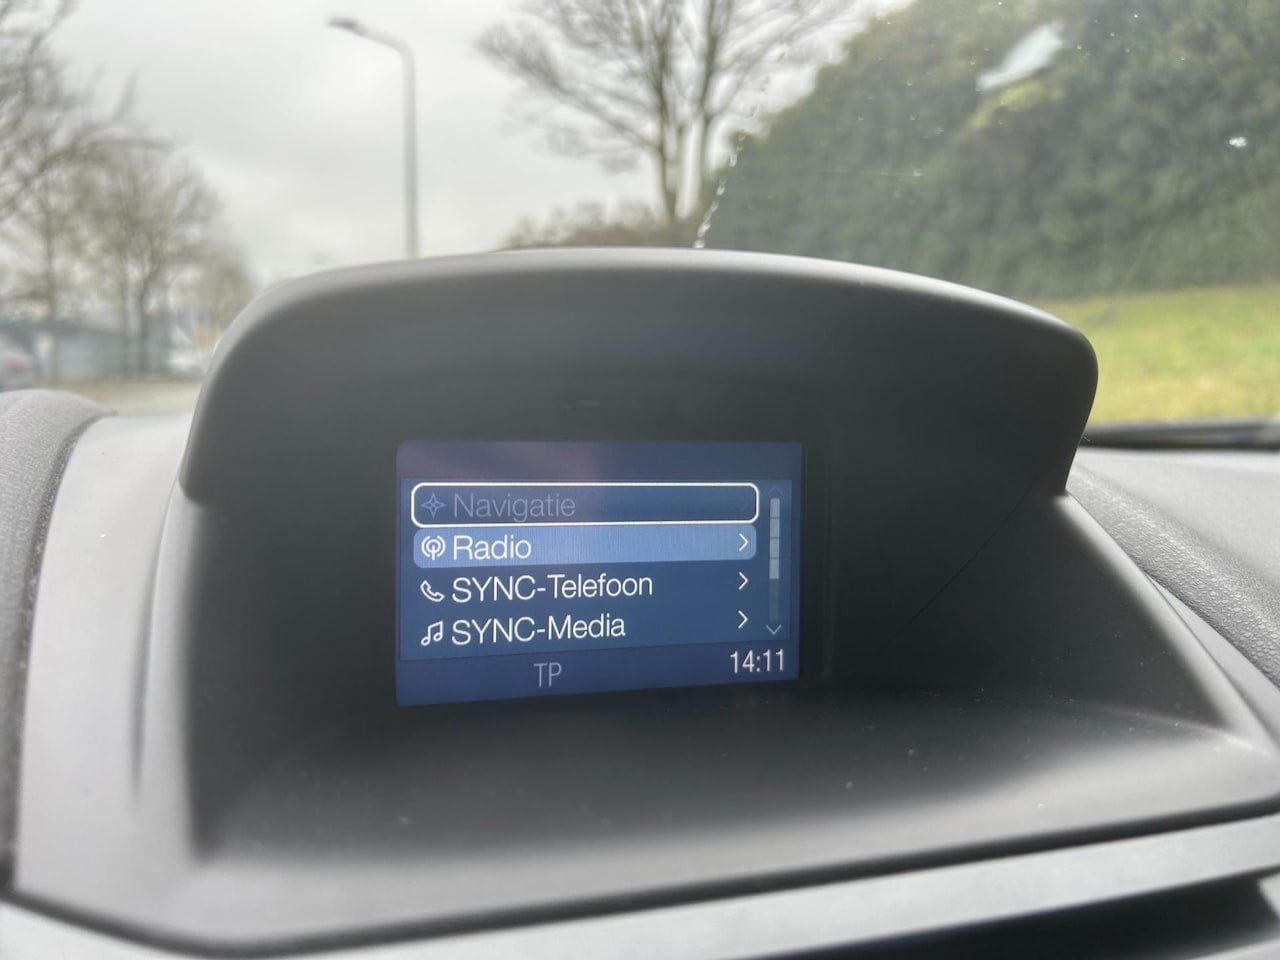 Navigatie
Radio
SYNC-Telefoon
SYNC-Media
TP
14:11